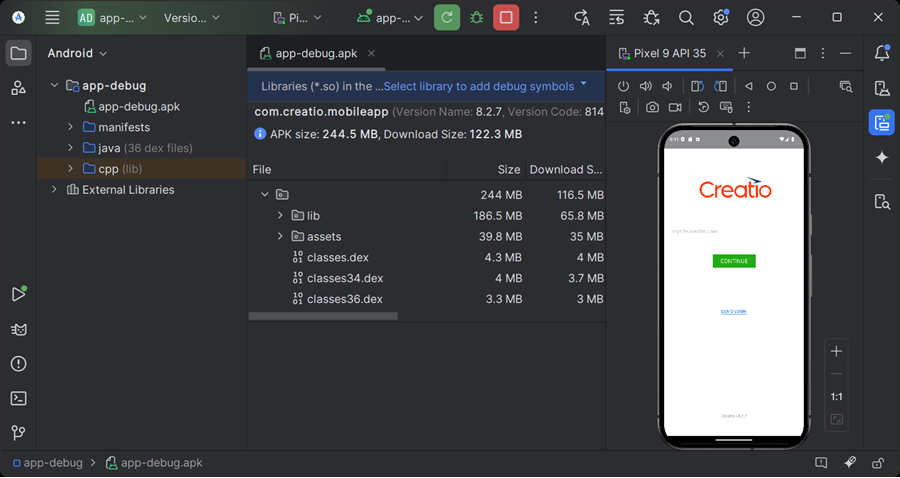 AD app-... Versio... Pi... app-...
Android
app-debug
app-debug.apk
manifests
java (36 dex files)
cpp (lib)
External Libraries
app-debug.apk
Libraries (*.so) in the ...Select library to add debug symbols
com.creatio.mobileapp (Version Name: 8.2.7, Version Code: 814
APK size: 244.5 MB, Download Size: 122.3 MB
File Size Download S...
244 MB 116.5 MB
lib 186.5 MB 65.8 MB
assets 39.8 MB 35 MB
classes.dex 4.3 MB 4 MB
classes34.dex 4 MB 3.7 MB
classes36.dex 3.3 MB 3 MB
Pixel 9 API 35
Creatio
CONTINUE
1:1
app-debug > app-debug.apk